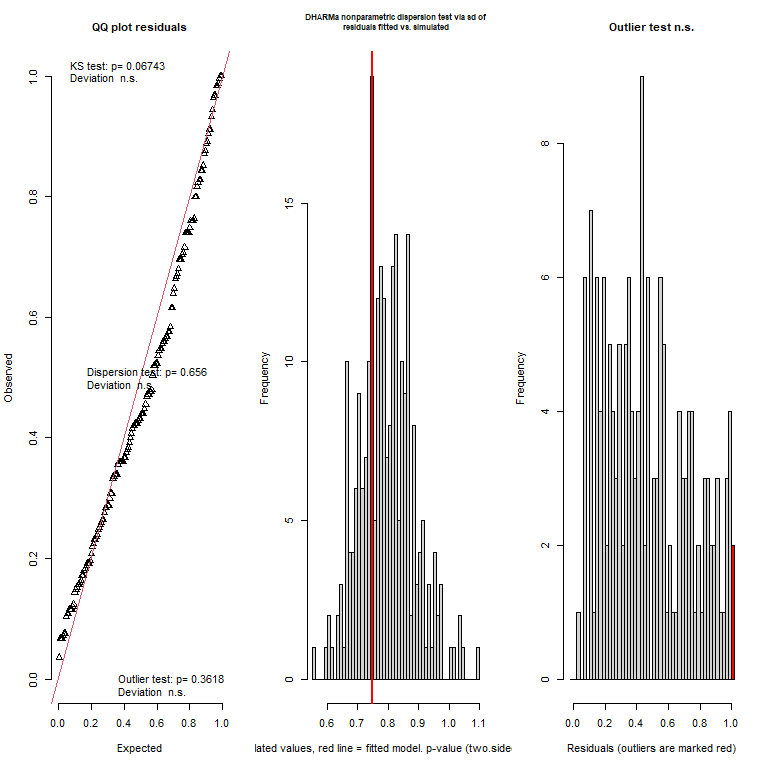 QQ plot residuals
KS test: p= 0.06743
Deviation n.s.
Dispersion test: p= 0.656
Deviation n.s.
Outlier test: p= 0.3618
Deviation n.s.
0.0
0.2
0.4
0.6
0.8
1.0
Observed
0.0
0.2
0.4
0.6
0.8
1.0
Expected
DHARMa nonparametric dispersion test via sd of
residuals fitted vs. simulated
0
5
10
15
Frequency
0.6
0.7
0.8
0.9
1.0
1.1
lated values, red line = fitted model. p-value (two.side
Outlier test n.s.
0
2
4
6
8
Frequency
0.0
0.2
0.4
0.6
0.8
1.0
Residuals (outliers are marked red)